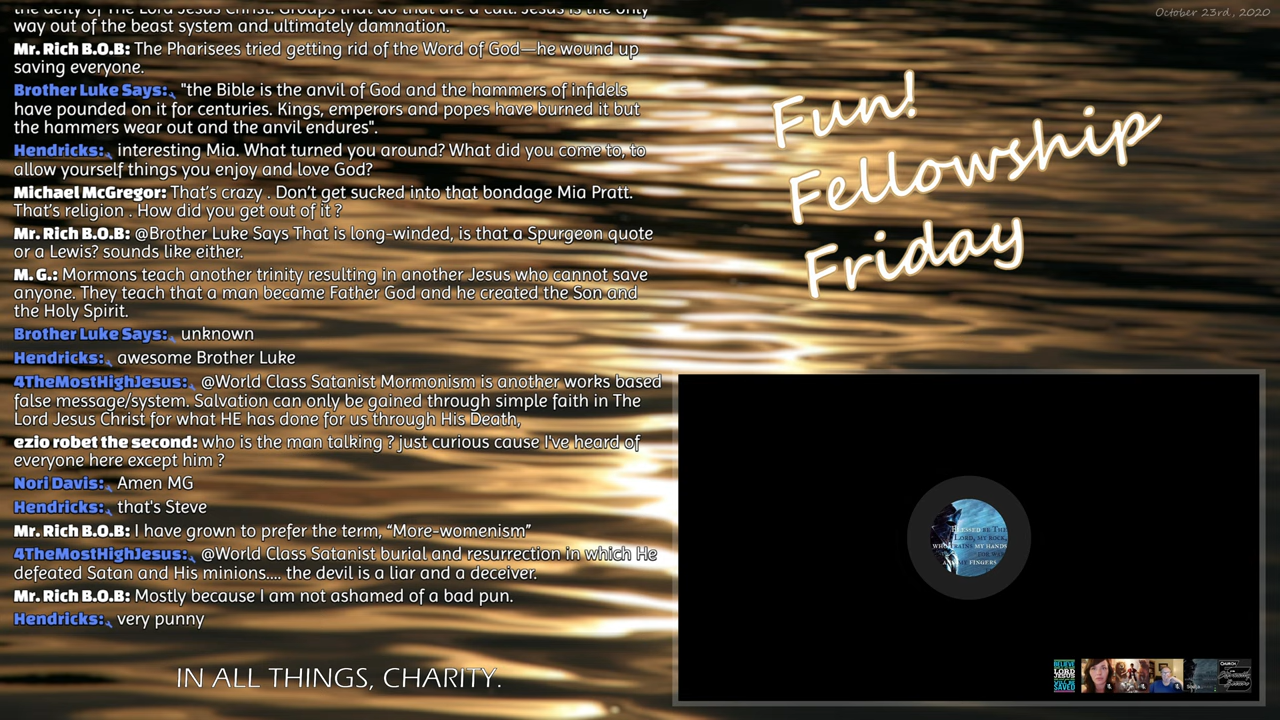 the deity of The Lord Jesus Christ. Groups that do that are a cult. Jesus is the only
way out of the beast system and ultimately damnation.
Mr. Rich B.O.B: The Pharisees tried getting rid of the Word of God—he wound up
saving everyone.
Brother Luke Says: "the Bible is the anvil of God and the hammers of infidels
have pounded on it for centuries. Kings, emperors and popes have burned it but
the hammers wear out and the anvil endures".
Hendricks: interesting Mia. What turned you around? What did you come to, to
allow yourself things you enjoy and love God?
Michael McGregor: That's crazy . Don't get sucked into that bondage Mia Pratt.
That's religion . How did you get out of it ?
Mr. Rich B.O.B: @Brother Luke Says That is long-winded, is that a Spurgeon quote
or a Lewis? sounds like either.
M. G.: Mormons teach another trinity resulting in another Jesus who cannot save
anyone. They teach that a man became Father God and he created the Son and
the Holy Spirit.
Brother Luke Says: unknown
Hendricks: awesome Brother Luke
4TheMostHighJesus: @World Class Satanist Mormonism is another works based
false message/system. Salvation can only be gained through simple faith in The
Lord Jesus Christ for what HE has done for us through His Death,
ezio robet the second: who is the man talking ? just curious cause I've heard of
everyone here except him ?
Nori Davis: Amen MG
Hendricks: that's Steve
Mr. Rich B.O.B: I have grown to prefer the term, “More-womenism”
4TheMostHighJesus: @World Class Satanist burial and resurrection in which He
defeated Satan and His minions.... the devil is a liar and a deceiver.
Mr. Rich B.O.B: Mostly because I am not ashamed of a bad pun.
Hendricks: very punny
IN ALL THINGS, CHARITY.
October 23rd, 2020
Fun!
Fellowship
Friday
BLESSED BE THE
LORD, MY ROCK,
WHO TRAINS MY HANDS
FOR WAR
AND MY FINGERS
BELIEVE
LORD
JESUS
SAVED
CHURCH